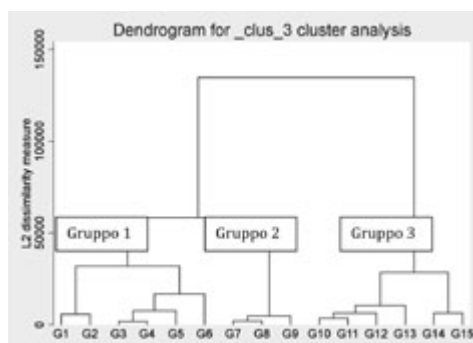 Dendrogram for _clus_3 cluster analysis
L2 dissimilarity measure
150000
100000
50000
0
Gruppo 1
Gruppo 2
Gruppo 3
G1 G2 G3 G4 G5 G6 G7 G8 G9 G10 G11 G12 G13 G14 G15